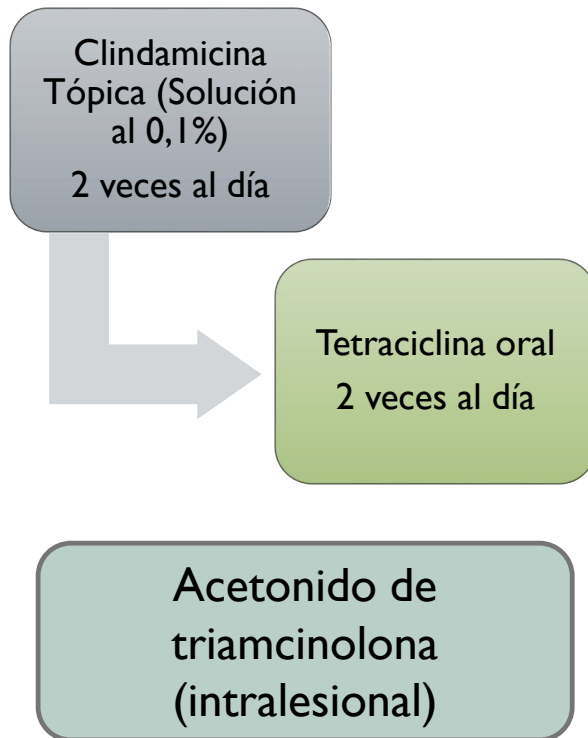 Clindamicina
Tópica (Solución
al 0,1%)
2 veces al día
Tetraciclina oral
2 veces al día
Acetonido de
triamcinolona
(intralesional)